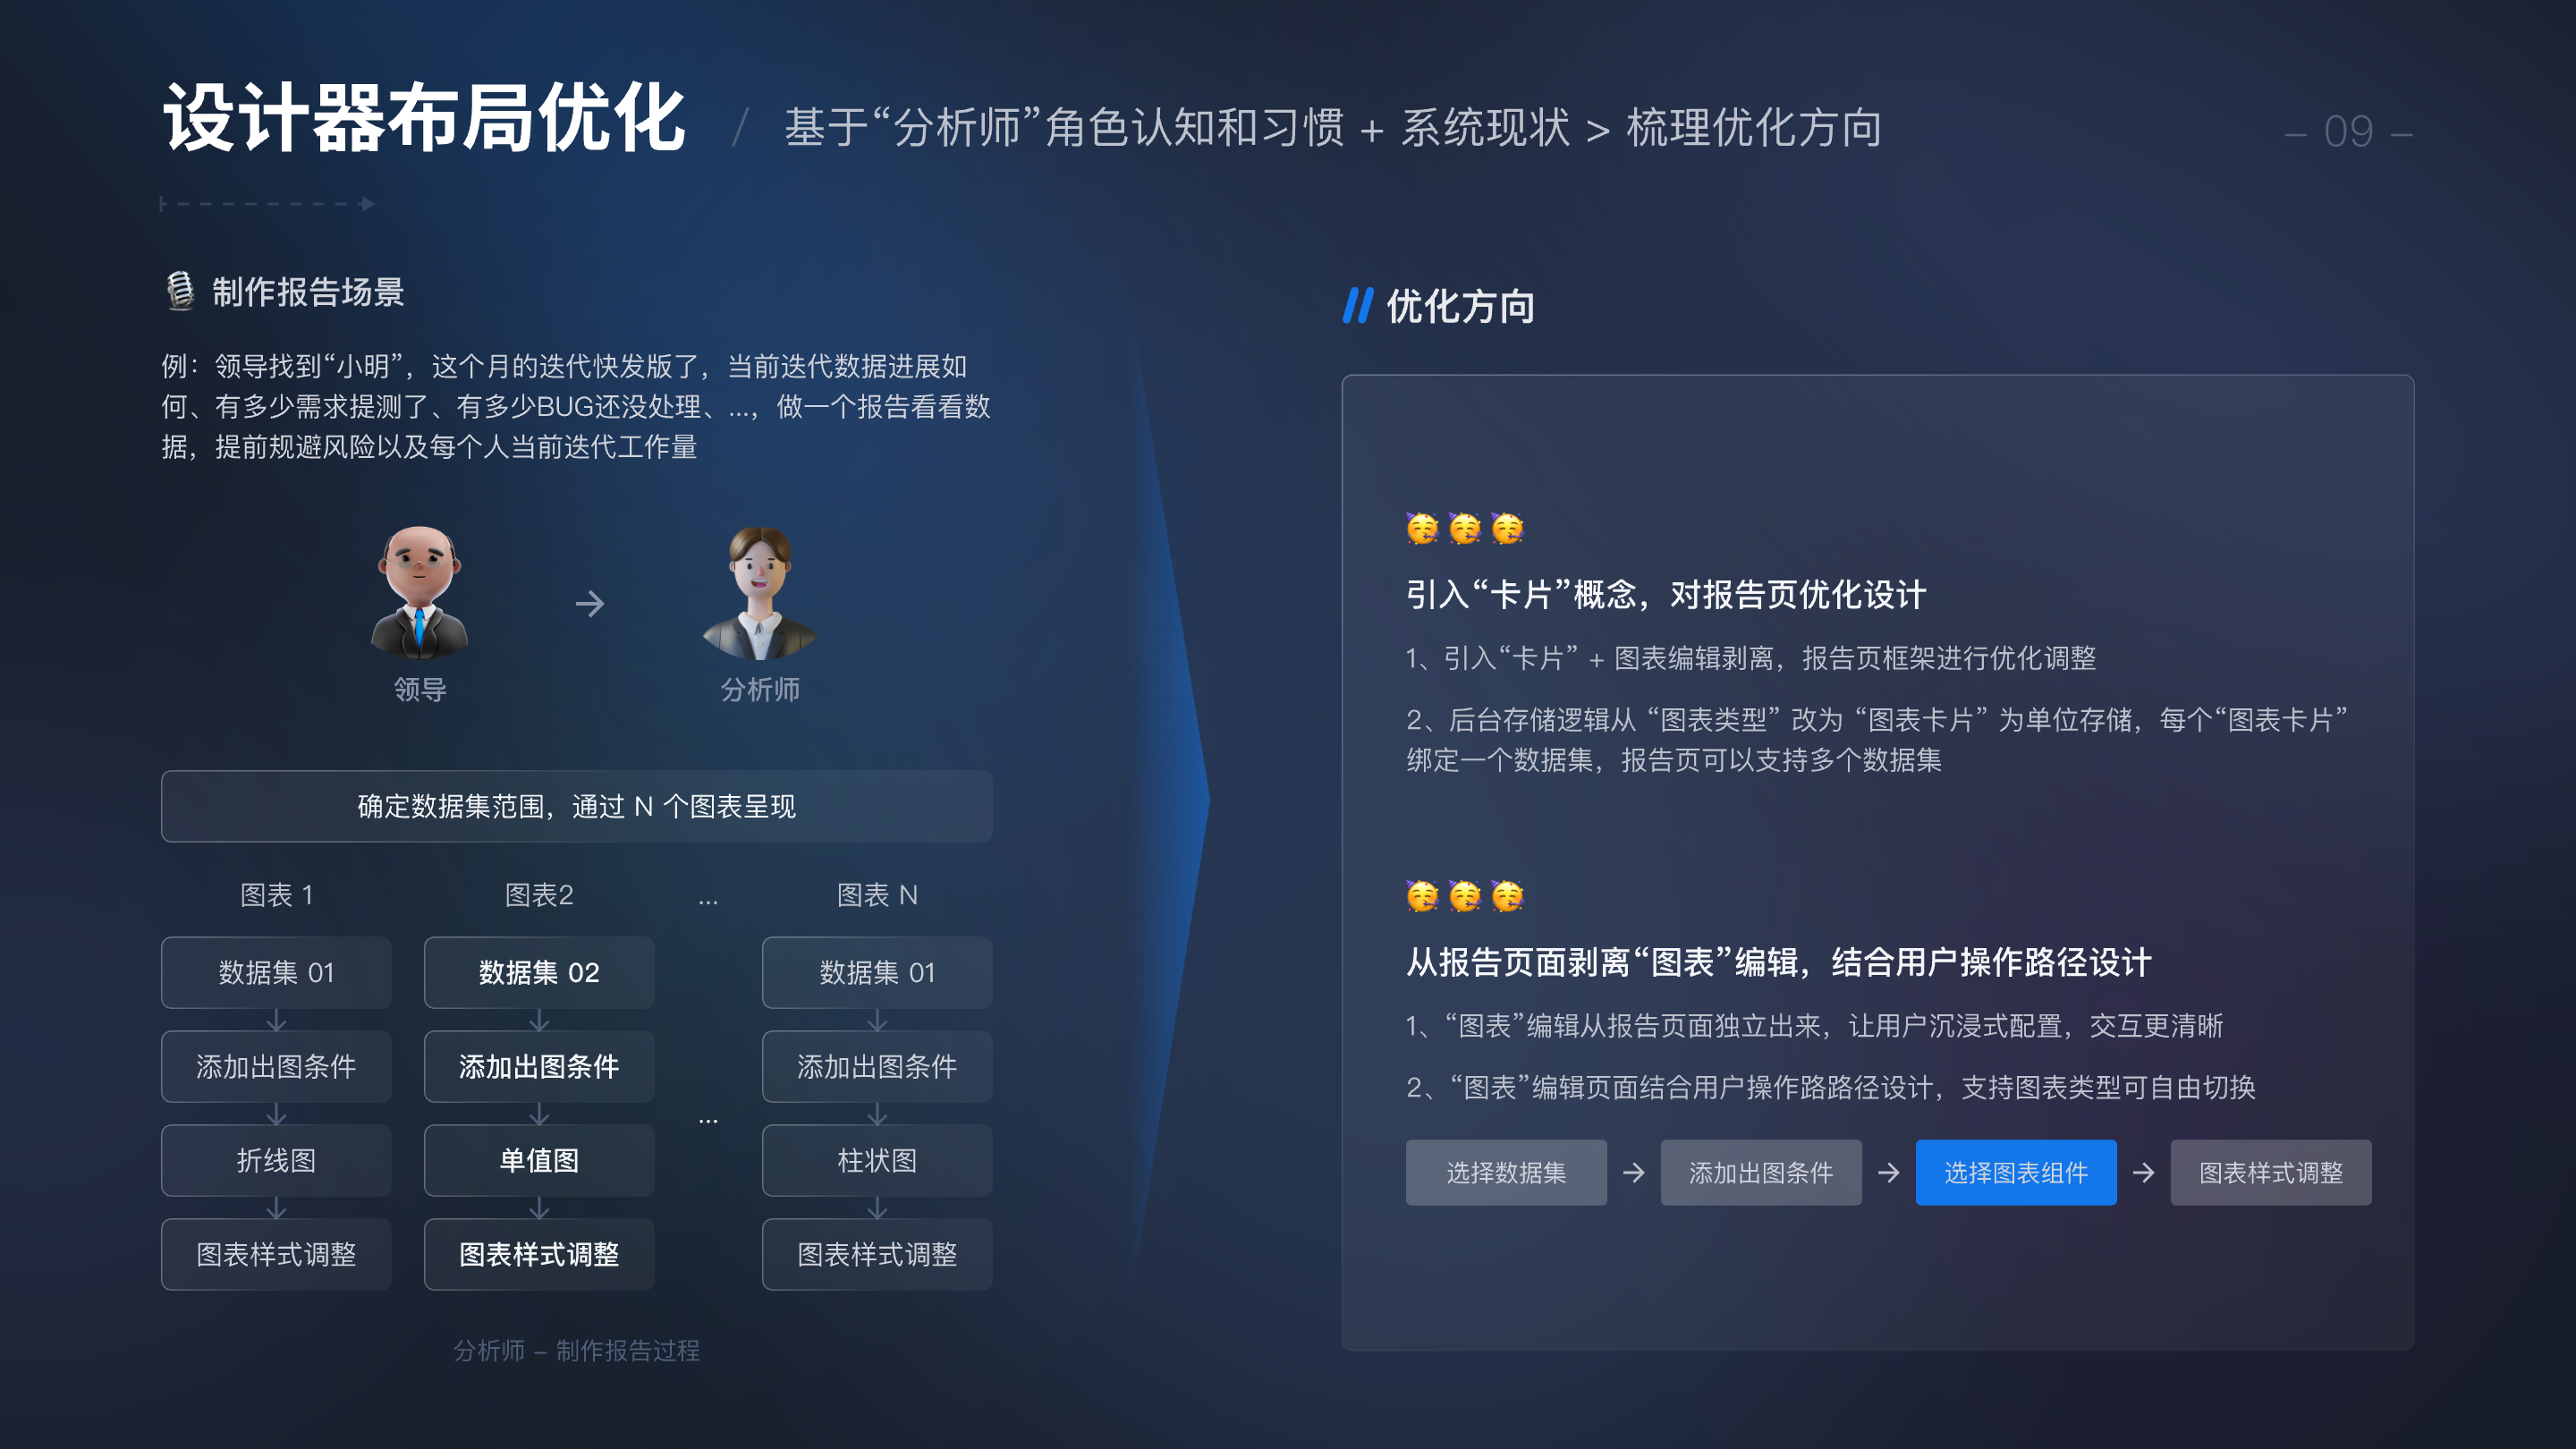 设计器布局优化 / 基于“分析师”角色认知和习惯 + 系统现状 > 梳理优化方向
– 09 –
制作报告场景
例：领导找到“小明”，这个月的迭代快发版了，当前迭代数据进展如
何、有多少需求提测了、有多少BUG还没处理、...，做一个报告看看数
据，提前规避风险以及每个人当前迭代工作量
领导
分析师
确定数据集范围，通过 N 个图表呈现
图表 1
图表2
...
图表 N
数据集 01
数据集 02
数据集 01
添加出图条件
添加出图条件
添加出图条件
...
折线图
单值图
柱状图
图表样式调整
图表样式调整
图表样式调整
分析师 – 制作报告过程
优化方向
引入“卡片”概念，对报告页优化设计
1、引入“卡片” + 图表编辑剥离，报告页框架进行优化调整
2、后台存储逻辑从 “图表类型” 改为 “图表卡片” 为单位存储，每个“图表卡片”
绑定一个数据集，报告页可以支持多个数据集
从报告页面剥离“图表”编辑，结合用户操作路径设计
1、“图表”编辑从报告页面独立出来，让用户沉浸式配置，交互更清晰
2、“图表”编辑页面结合用户操作路路径设计，支持图表类型可自由切换
选择数据集
添加出图条件
选择图表组件
图表样式调整